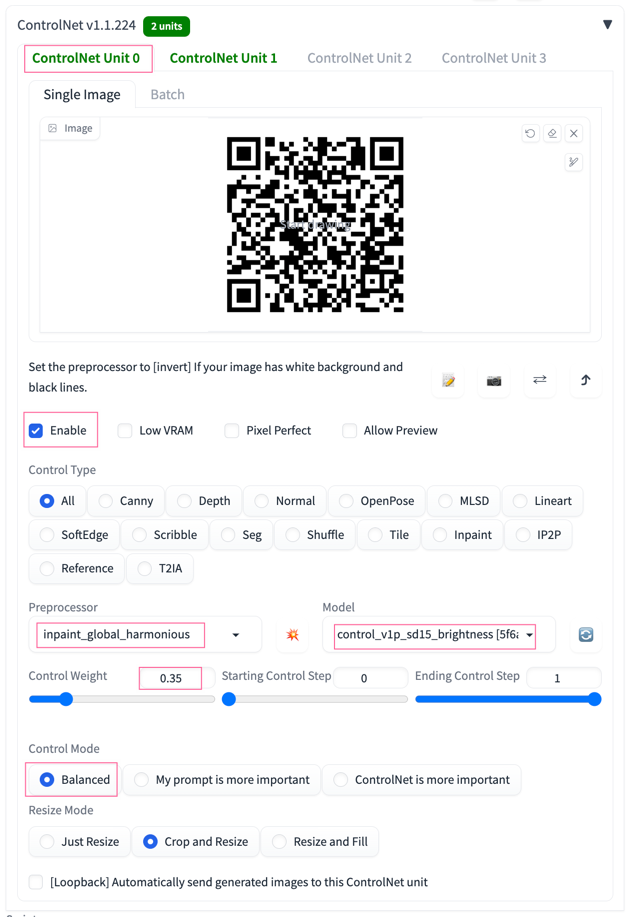 ControlNet v1.1.224 2 units ▼
ControlNet Unit 0 ControlNet Unit 1 ControlNet Unit 2 ControlNet Unit 3
Single Image Batch
Image
Start drawing
Set the preprocessor to [invert] If your image has white background and
black lines.
Enable Low VRAM Pixel Perfect Allow Preview
Control Type
All Canny Depth Normal OpenPose MLSD Lineart
SoftEdge Scribble Seg Shuffle Tile Inpaint IP2P
Reference T2IA
Preprocessor Model
inpaint_global_harmonious control_v1p_sd15_brightness [5f6a
Control Weight 0.35 Starting Control Step 0 Ending Control Step 1
Control Mode
Balanced My prompt is more important ControlNet is more important
Resize Mode
Just Resize Crop and Resize Resize and Fill
[Loopback] Automatically send generated images to this ControlNet unit